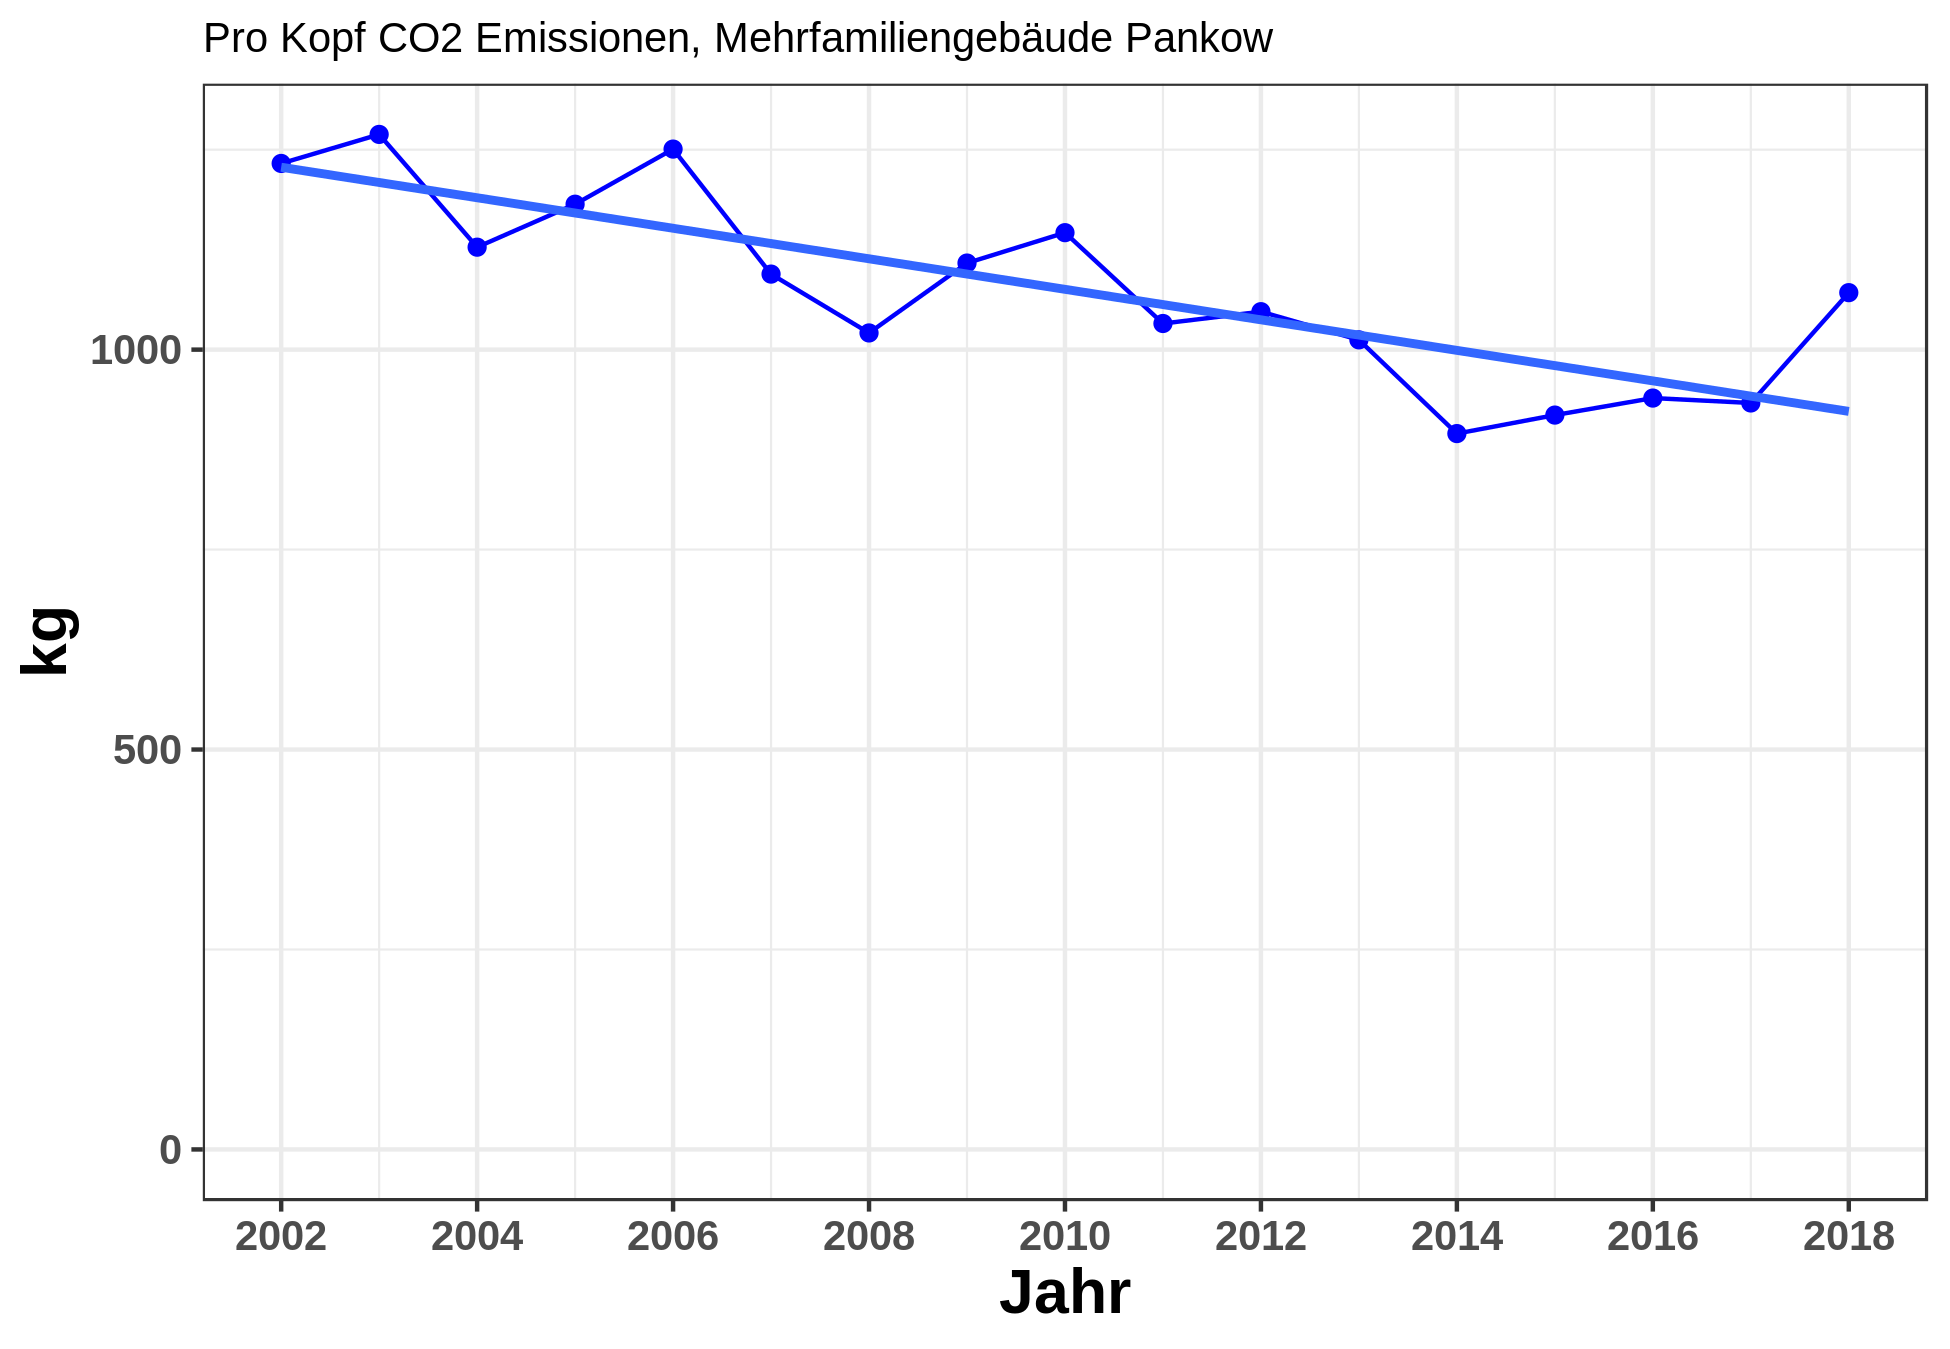 Pro Kopf CO2 Emissionen, Mehrfamiliengebäude Pankow
kg
1000
500
0
2002 2004 2006 2008 2010 2012 2014 2016 2018
Jahr